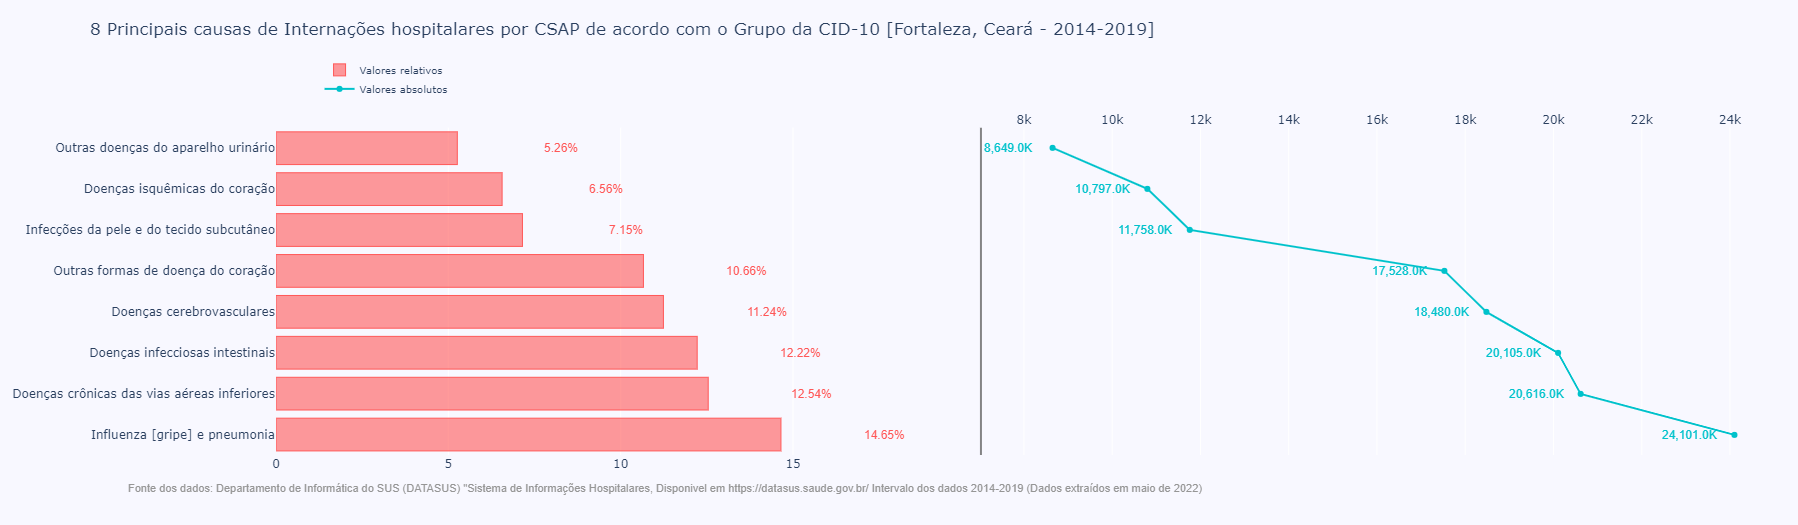 8 Principais causas de Internações hospitalares por CSAP de acordo com o Grupo da CID-10 [Fortaleza, Ceará - 2014-2019]
Valores relativos
Valores absolutos
8k 10k 12k 14k 16k 18k 20k 22k 24k
Outras doenças do aparelho urinário 5.26% 8,649.0K
Doenças isquêmicas do coração 6.56% 10,797.0K
Infecções da pele e do tecido subcutâneo 7.15% 11,758.0K
Outras formas de doença do coração 10.66% 17,528.0K
Doenças cerebrovasculares 11.24% 18,480.0K
Doenças infecciosas intestinais 12.22% 20,105.0K
Doenças crônicas das vias aéreas inferiores 12.54% 20,616.0K
Influenza [gripe] e pneumonia 14.65% 24,101.0K
0 5 10 15
Fonte dos dados: Departamento de Informática do SUS (DATASUS) "Sistema de Informações Hospitalares, Disponivel em https://datasus.saude.gov.br/ Intervalo dos dados 2014-2019 (Dados extraídos em maio de 2022)